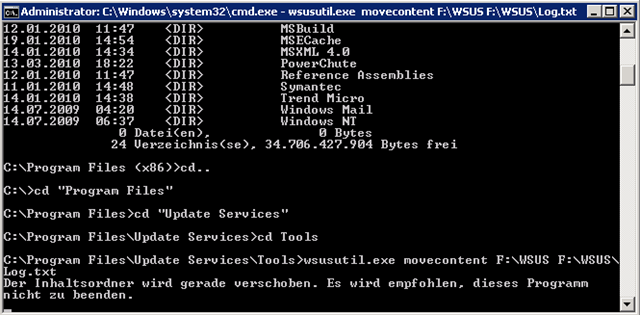 Administrator: C:\Windows\system32\cmd.exe - wsusutil.exe movecontent F:\WSUS F:\WSUS\Log.txt
12.01.2010 11:47 <DIR> MSBuild
19.01.2010 14:54 <DIR> MSECache
14.01.2010 14:34 <DIR> MSXML 4.0
13.03.2010 18:22 <DIR> PowerChute
12.01.2010 11:47 <DIR> Reference Assemblies
11.01.2010 14:48 <DIR> Symantec
14.01.2010 14:38 <DIR> Trend Micro
14.07.2009 04:20 <DIR> Windows Mail
14.07.2009 06:37 <DIR> Windows NT
0 Datei(en), 0 Bytes
24 Verzeichnis(se), 34.706.427.904 Bytes frei
C:\Program Files (x86)>cd..
C:\>cd "Program Files"
C:\Program Files>cd "Update Services"
C:\Program Files\Update Services>cd Tools
C:\Program Files\Update Services\Tools>wsusutil.exe movecontent F:\WSUS F:\WSUS\
Log.txt
Der Inhaltsordner wird gerade verschoben. Es wird empfohlen, dieses Programm
nicht zu beenden.